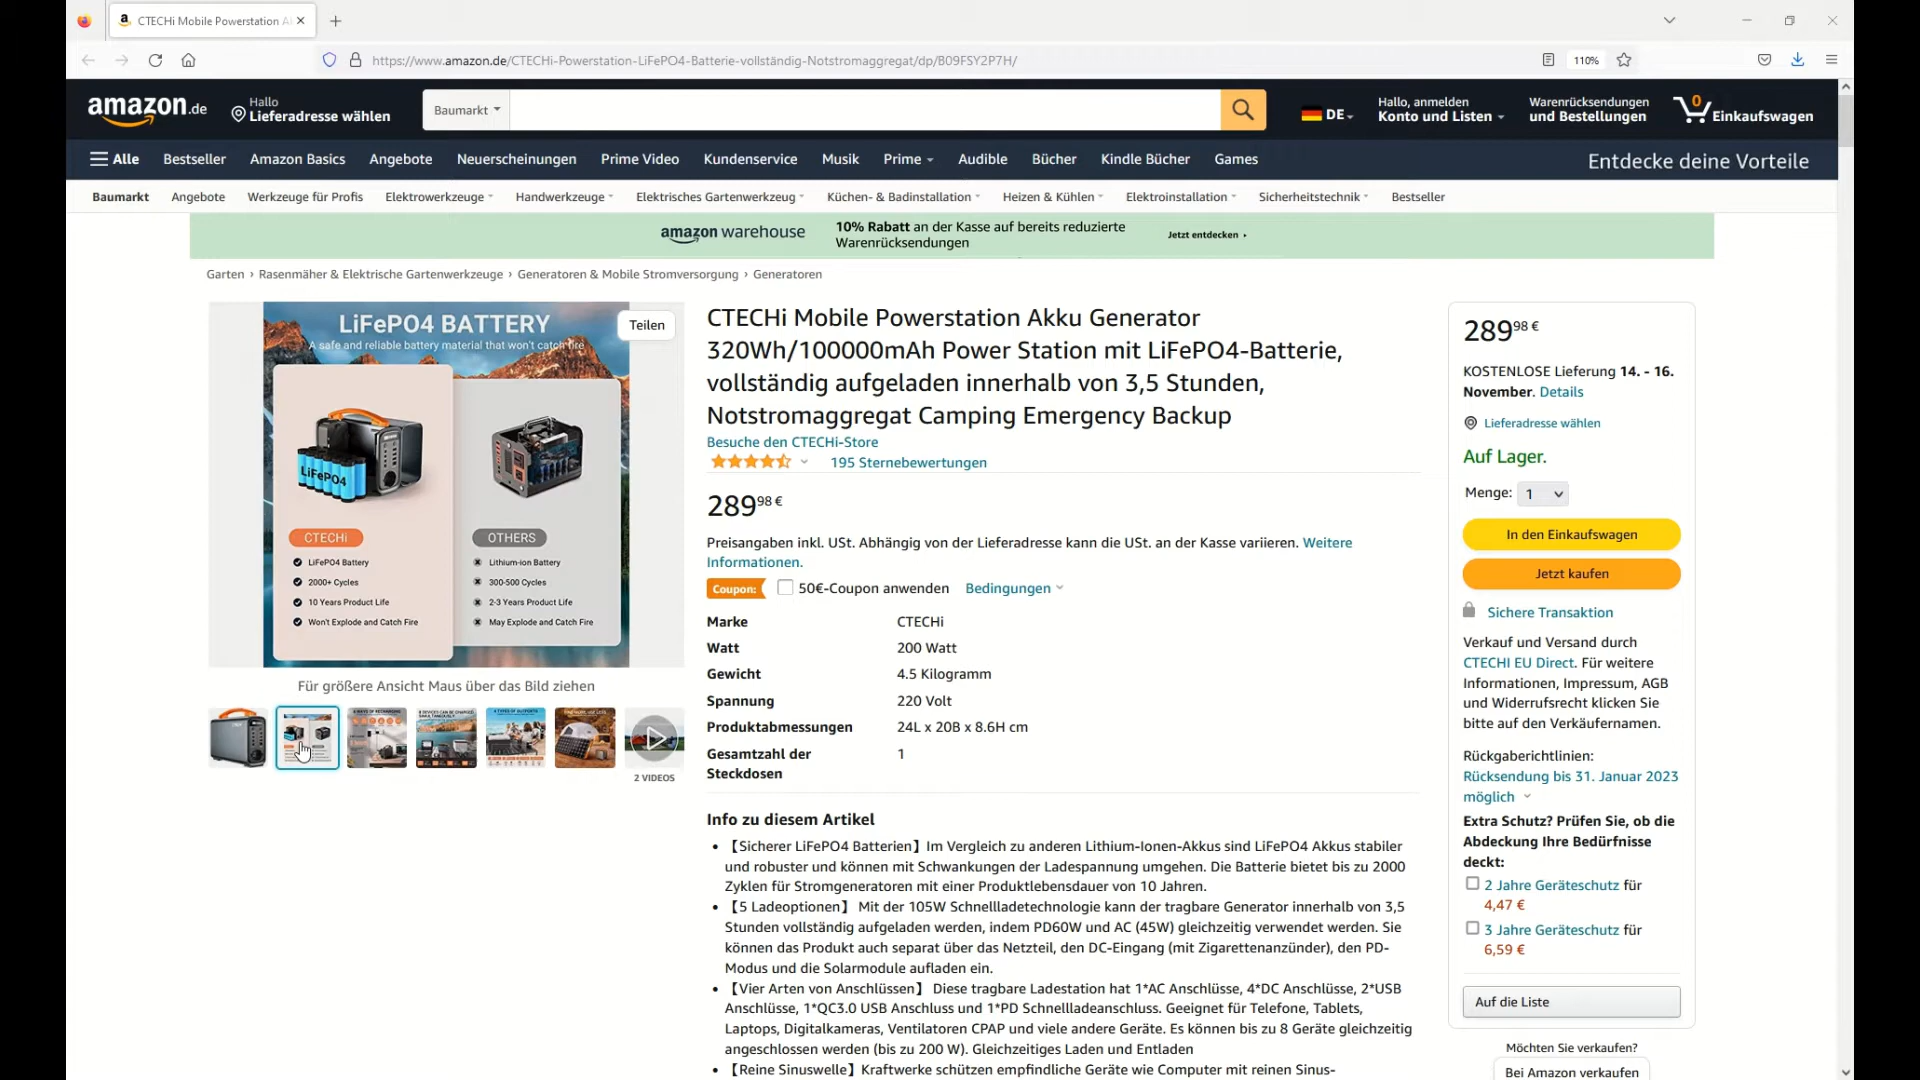 CTECHi Mobile Powerstation A
https://www.amazon.de/CTECHi-Powerstation-LiFePO4-Batterie-vollständig-Notstromaggregat/dp/B09FSY2P7H/
110%
amazon.de
Hallo
Lieferadresse wählen
Baumarkt
DE
Hallo, anmelden
Konto und Listen
Warenrücksendungen
und Bestellungen
0
Einkaufswagen
Alle
Bestseller
Amazon Basics
Angebote
Neuerscheinungen
Prime Video
Kundenservice
Musik
Prime
Audible
Bücher
Kindle Bücher
Games
Entdecke deine Vorteile
Baumarkt
Angebote
Werkzeuge für Profis
Elektrowerkzeuge
Handwerkzeuge
Elektrisches Gartenwerkzeug
Küchen- & Badinstallation
Heizen & Kühlen
Elektroinstallation
Sicherheitstechnik
Bestseller
amazon warehouse
10% Rabatt an der Kasse auf bereits reduzierte
Warenrücksendungen
Jetzt entdecken
Garten › Rasenmäher & Elektrische Gartenwerkzeuge › Generatoren & Mobile Stromversorgung › Generatoren
LiFePO4 BATTERY
A safe and reliable battery material that won't catch fire
Teilen
LiFePO4
CTECHi
LiFePO4 Battery
2000+ Cycles
10 Years Product Life
Won't Explode and Catch Fire
OTHERS
Lithium-ion Battery
300-500 Cycles
2-3 Years Product Life
May Explode and Catch Fire
Für größere Ansicht Maus über das Bild ziehen
2 VIDEOS
CTECHi Mobile Powerstation Akku Generator
320Wh/100000mAh Power Station mit LiFePO4-Batterie,
vollständig aufgeladen innerhalb von 3,5 Stunden,
Notstromaggregat Camping Emergency Backup
Besuche den CTECHi-Store
195 Sternebewertungen
289 98 €
Preisangaben inkl. USt. Abhängig von der Lieferadresse kann die USt. an der Kasse variieren. Weitere
Informationen.
Coupon: 50€-Coupon anwenden Bedingungen
Marke CTECHi
Watt 200 Watt
Gewicht 4.5 Kilogramm
Spannung 220 Volt
Produktabmessungen 24L x 20B x 8.6H cm
Gesamtzahl der 1
Steckdosen
Info zu diesem Artikel
• 【Sicherer LiFePO4 Batterien】Im Vergleich zu anderen Lithium-Ionen-Akkus sind LiFePO4 Akkus stabiler
und robuster und können mit Schwankungen der Ladespannung umgehen. Die Batterie bietet bis zu 2000
Zyklen für Stromgeneratoren mit einer Produktlebensdauer von 10 Jahren.
• 【5 Ladeoptionen】 Mit der 105W Schnellladetechnologie kann der tragbare Generator innerhalb von 3,5
Stunden vollständig aufgeladen werden, indem PD60W und AC (45W) gleichzeitig verwendet werden. Sie
können das Produkt auch separat über das Netzteil, den DC-Eingang (mit Zigarettenanzünder), den PD-
Modus und die Solarmodule aufladen ein.
• 【Vier Arten von Anschlüssen】 Diese tragbare Ladestation hat 1*AC Anschlüsse, 4*DC Anschlüsse, 2*USB
Anschlüsse, 1*QC3.0 USB Anschluss und 1*PD Schnellladeanschluss. Geeignet für Telefone, Tablets,
Laptops, Digitalkameras, Ventilatoren CPAP und viele andere Geräte. Es können bis zu 8 Geräte gleichzeitig
angeschlossen werden (bis zu 200 W). Gleichzeitiges Laden und Entladen
• 【Reine Sinuswelle】Kraftwerke schützen empfindliche Geräte wie Computer mit reinen Sinus-
289 98 €
KOSTENLOSE Lieferung 14. - 16.
November. Details
Lieferadresse wählen
Auf Lager.
Menge: 1
In den Einkaufswagen
Jetzt kaufen
Sichere Transaktion
Verkauf und Versand durch
CTECHI EU Direct. Für weitere
Informationen, Impressum, AGB
und Widerrufsrecht klicken Sie
bitte auf den Verkäufernamen.
Rückgaberichtlinien:
Rücksendung bis 31. Januar 2023
möglich
Extra Schutz? Prüfen Sie, ob die
Abdeckung Ihre Bedürfnisse
deckt:
2 Jahre Geräteschutz für
4,47 €
3 Jahre Geräteschutz für
6,59 €
Auf die Liste
Möchten Sie verkaufen?
Bei Amazon verkaufen